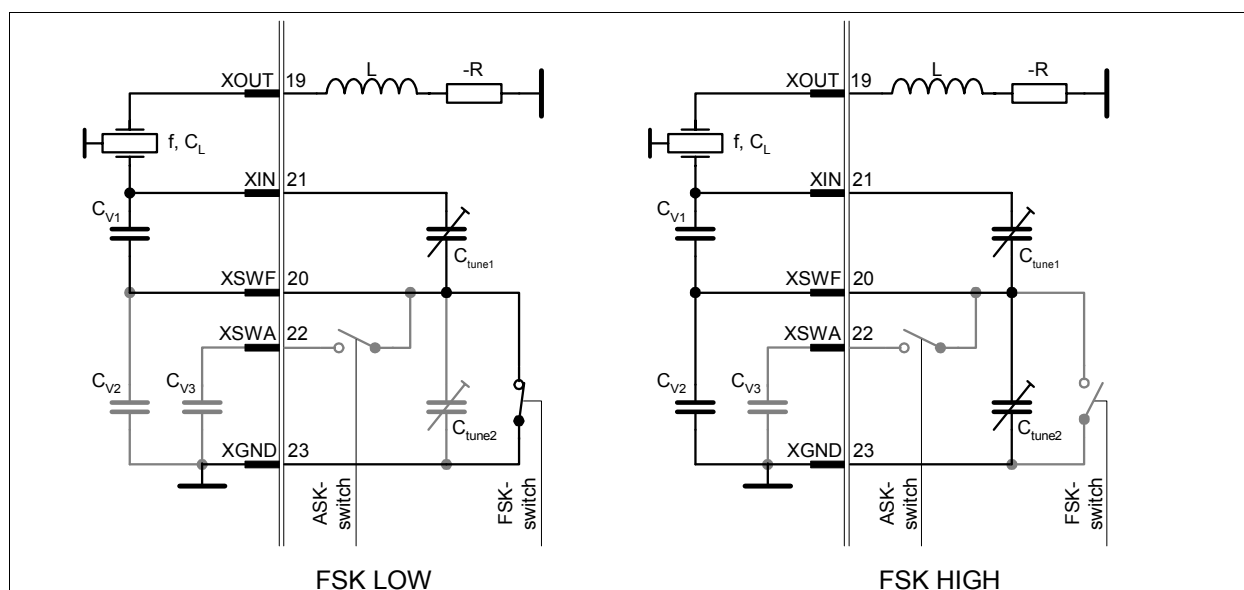 XOUT 19 L -R
f, C_L
XIN 21
C_V1
C_tune1
XSWF 20
XSWA 22
C_V2 C_V3
C_tune2
XGND 23
ASK-
switch
FSK-
switch
FSK LOW
XOUT 19 L -R
f, C_L
XIN 21
C_V1
C_tune1
XSWF 20
XSWA 22
C_V2 C_V3
C_tune2
XGND 23
ASK-
switch
FSK-
switch
FSK HIGH